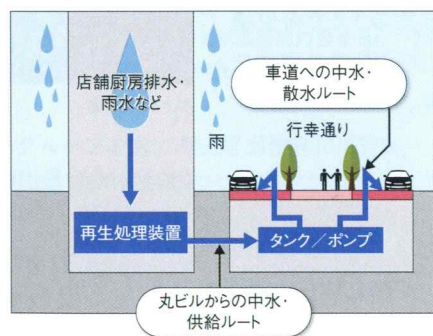 店舗厨房排水・
雨水など
雨
車道への中水・
散水ルート
行幸通り
再生処理装置
タンク／ポンプ
丸ビルからの中水・
供給ルート